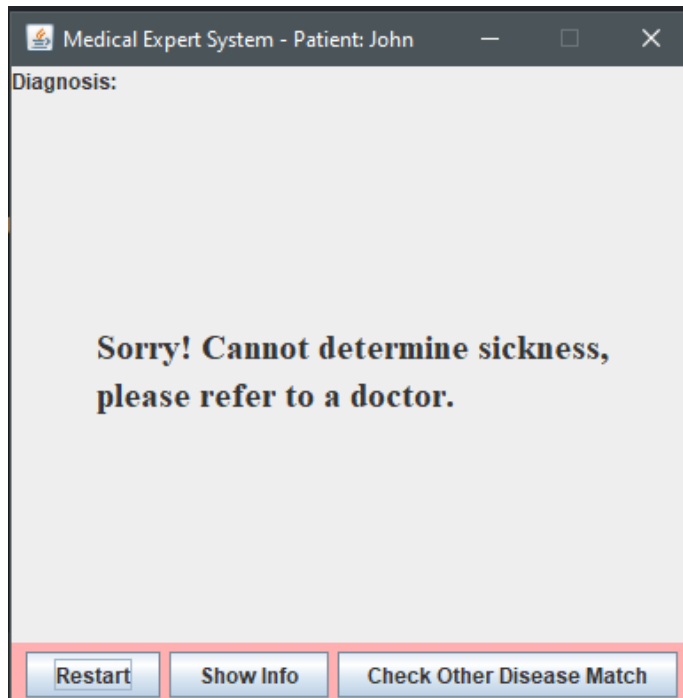 Medical Expert System - Patient: John
Diagnosis:
Sorry! Cannot determine sickness,
please refer to a doctor.
Restart Show Info Check Other Disease Match